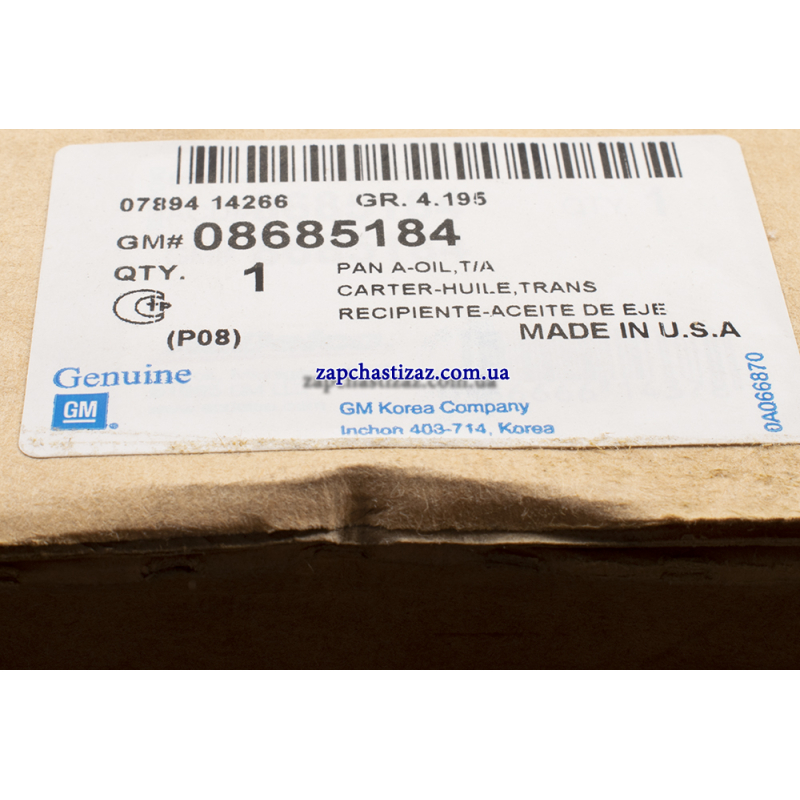 07894 14266 GR. 4.195
GM# 08685184
QTY. 1
PAN A-OIL,T/A
CARTER-HUILE,TRANS
RECIPIENTE-ACEITE DE EJE
(P08)
MADE IN U.S.A
Genuine
GM
zapchastizaz.com.ua
GM Korea Company
Inchon 403-714, Korea
0A066870